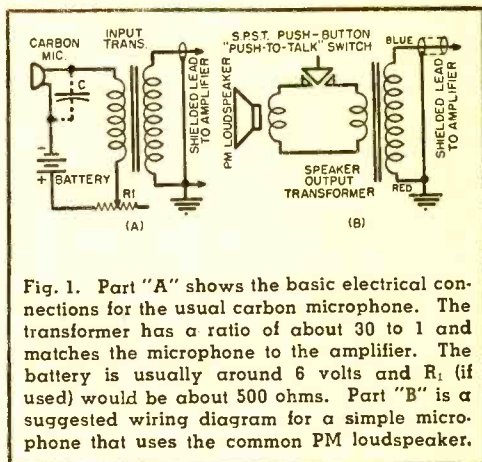 CARBON
MIC.
INPUT
TRANS.
C
-
+ BATTERY
R1
SHIELDED LEAD
TO AMPLIFIER
(A)
S.P.S.T. PUSH-BUTTON
"PUSH-TO-TALK" SWITCH
PM LOUDSPEAKER
BLUE
SHIELDED LEAD
TO AMPLIFIER
SPEAKER
OUTPUT
TRANSFORMER
RED
(B)
Fig. 1. Part "A" shows the basic electrical con-
nections for the usual carbon microphone. The
transformer has a ratio of about 30 to 1 and
matches the microphone to the amplifier. The
battery is usually around 6 volts and R1 (if
used) would be about 500 ohms. Part "B" is a
suggested wiring diagram for a simple micro-
phone that uses the common PM loudspeaker.